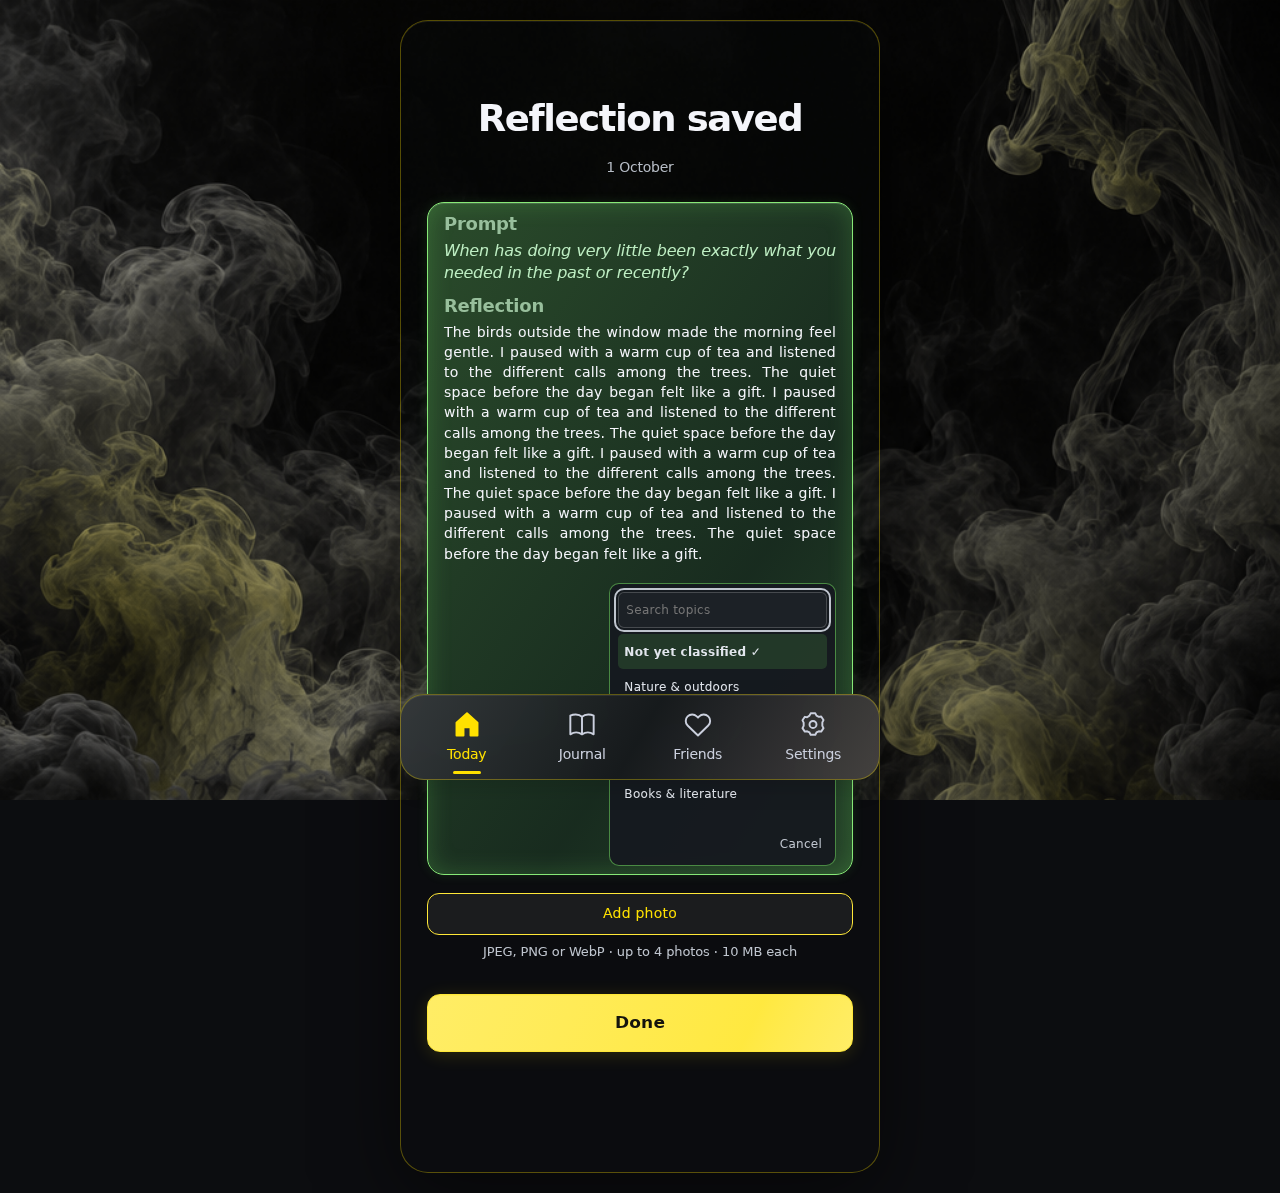 Reflection saved
1 October
Prompt
When has doing very little been exactly what you
needed in the past or recently?
Reflection
The birds outside the window made the morning feel
gentle. I paused with a warm cup of tea and listened
to the different calls among the trees. The quiet
space before the day began felt like a gift. I paused
with a warm cup of tea and listened to the different
calls among the trees. The quiet space before the day
began felt like a gift. I paused with a warm cup of tea
and listened to the different calls among the trees.
The quiet space before the day began felt like a gift. I
paused with a warm cup of tea and listened to the
different calls among the trees. The quiet space
before the day began felt like a gift.
Search topics
Not yet classified ✓
Nature & outdoors
Today Journal Friends Settings
Books & literature
Cancel
Add photo
JPEG, PNG or WebP · up to 4 photos · 10 MB each
Done